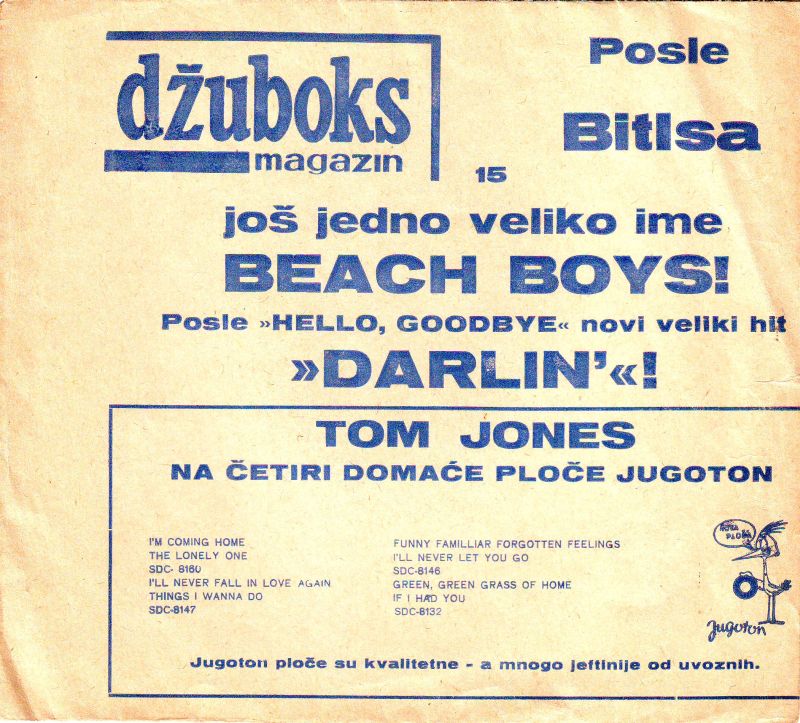 džuboks
magazin
15
Posle
Bitlsa
još jedno veliko ime
BEACH BOYS!
Posle »HELLO, GOODBYE« novi veliki hit
»DARLIN'«!
TOM JONES
NA ČETIRI DOMAĆE PLOČE JUGOTON
I'M COMING HOME
THE LONELY ONE
SDC- 8160
I'LL NEVER FALL IN LOVE AGAIN
THINGS I WANNA DO
SDC-8147
FUNNY FAMILLIAR FORGOTTEN FEELINGS
I'LL NEVER LET YOU GO
SDC-8146
GREEN, GREEN GRASS OF HOME
IF I HAD YOU
SDC-8132
Jugoton
Jugoton ploče su kvalitetne - a mnogo jeftinije od uvoznih.